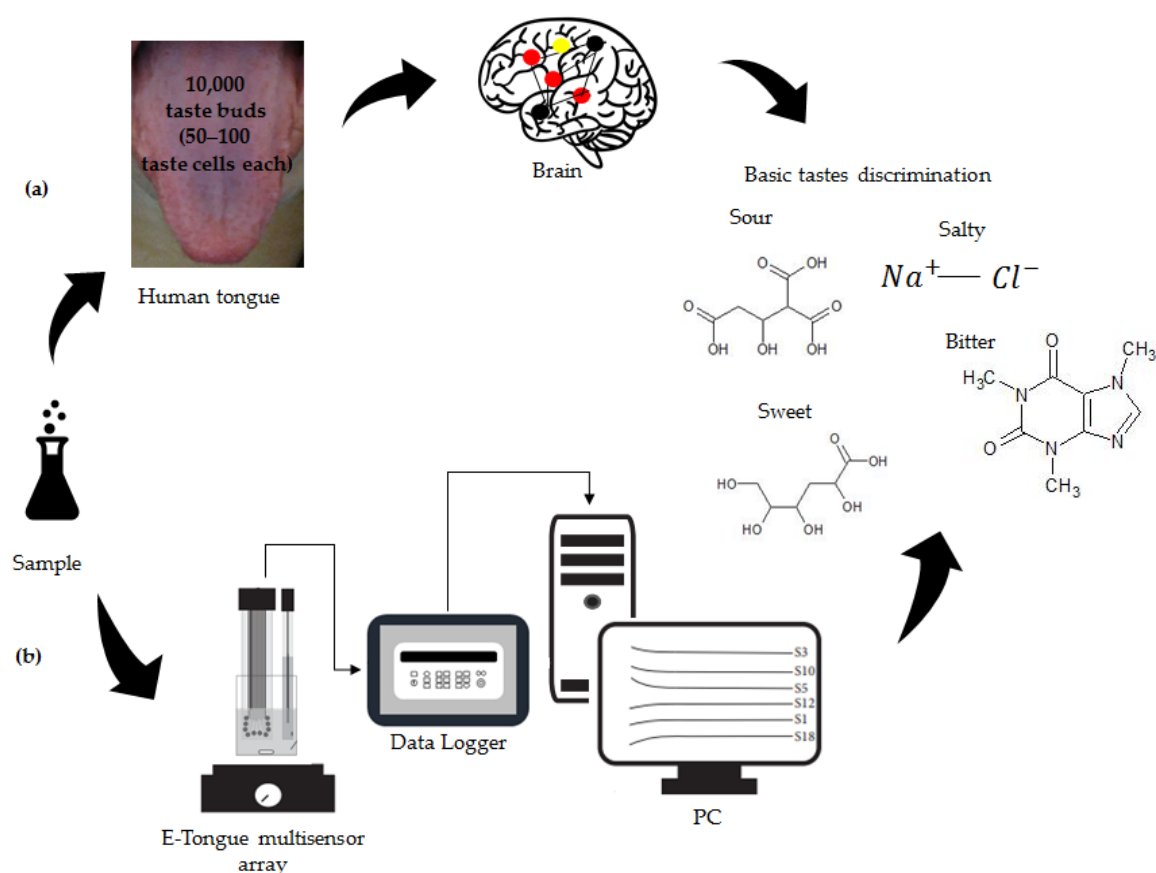 (a)
10,000
taste buds
(50–100
taste cells each)
Human tongue
Brain
Basic tastes discrimination
Sour
O
OH
O
O
OH
OH
OH
Salty
Na⁺— Cl⁻
Bitter
O
CH₃
H₃C
N
N
O
N
N
CH₃
Sweet
O
HO
OH
OH
HO
OH
Sample
(b)
E-Tongue multisensor
array
Data Logger
S3
S10
S5
S12
S1
S18
PC